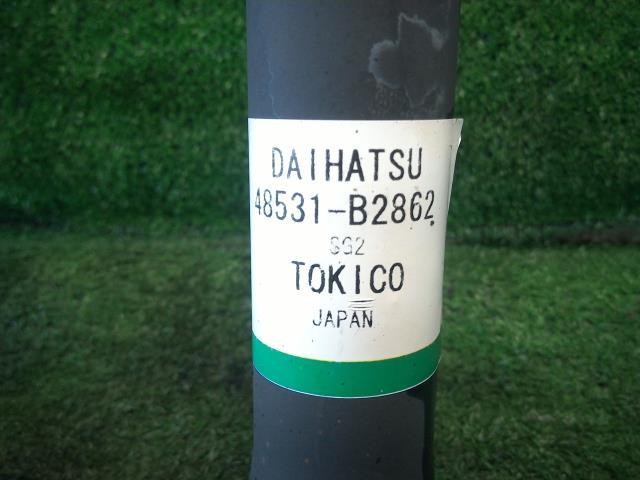 DAIHATSU
48531-B2862
SG2
TOKICO
JAPAN